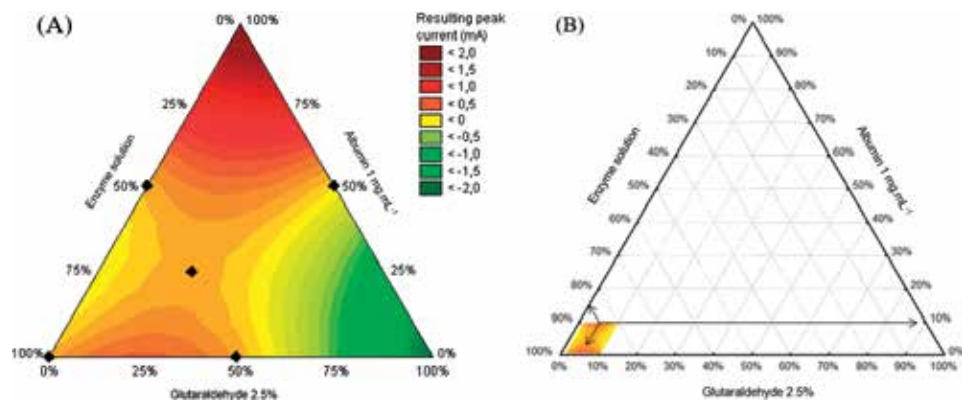 (A)
0% 100%
25% 75%
Enzyme solution
Albumin 1 mg.mL⁻¹
50% 50%
75% 25%
100% 0%
0% 25% 50% 75% 100%
Glutaraldehyde 2.5%
Resulting peak
current (mA)
< 2,0
< 1,5
< 1,0
< 0,5
< 0
< -0,5
< -1,0
< -1,5
< -2,0
(B)
0% 100%
10% 90%
20% 80%
30% 70%
40% 60%
Enzyme solution
Albumin 1 mg.mL⁻¹
50% 50%
60% 40%
70% 30%
80% 20%
90% 10%
100% 0%
0% 10% 20% 30% 40% 50% 60% 70% 80% 90% 100%
Glutaraldehyde 2.5%